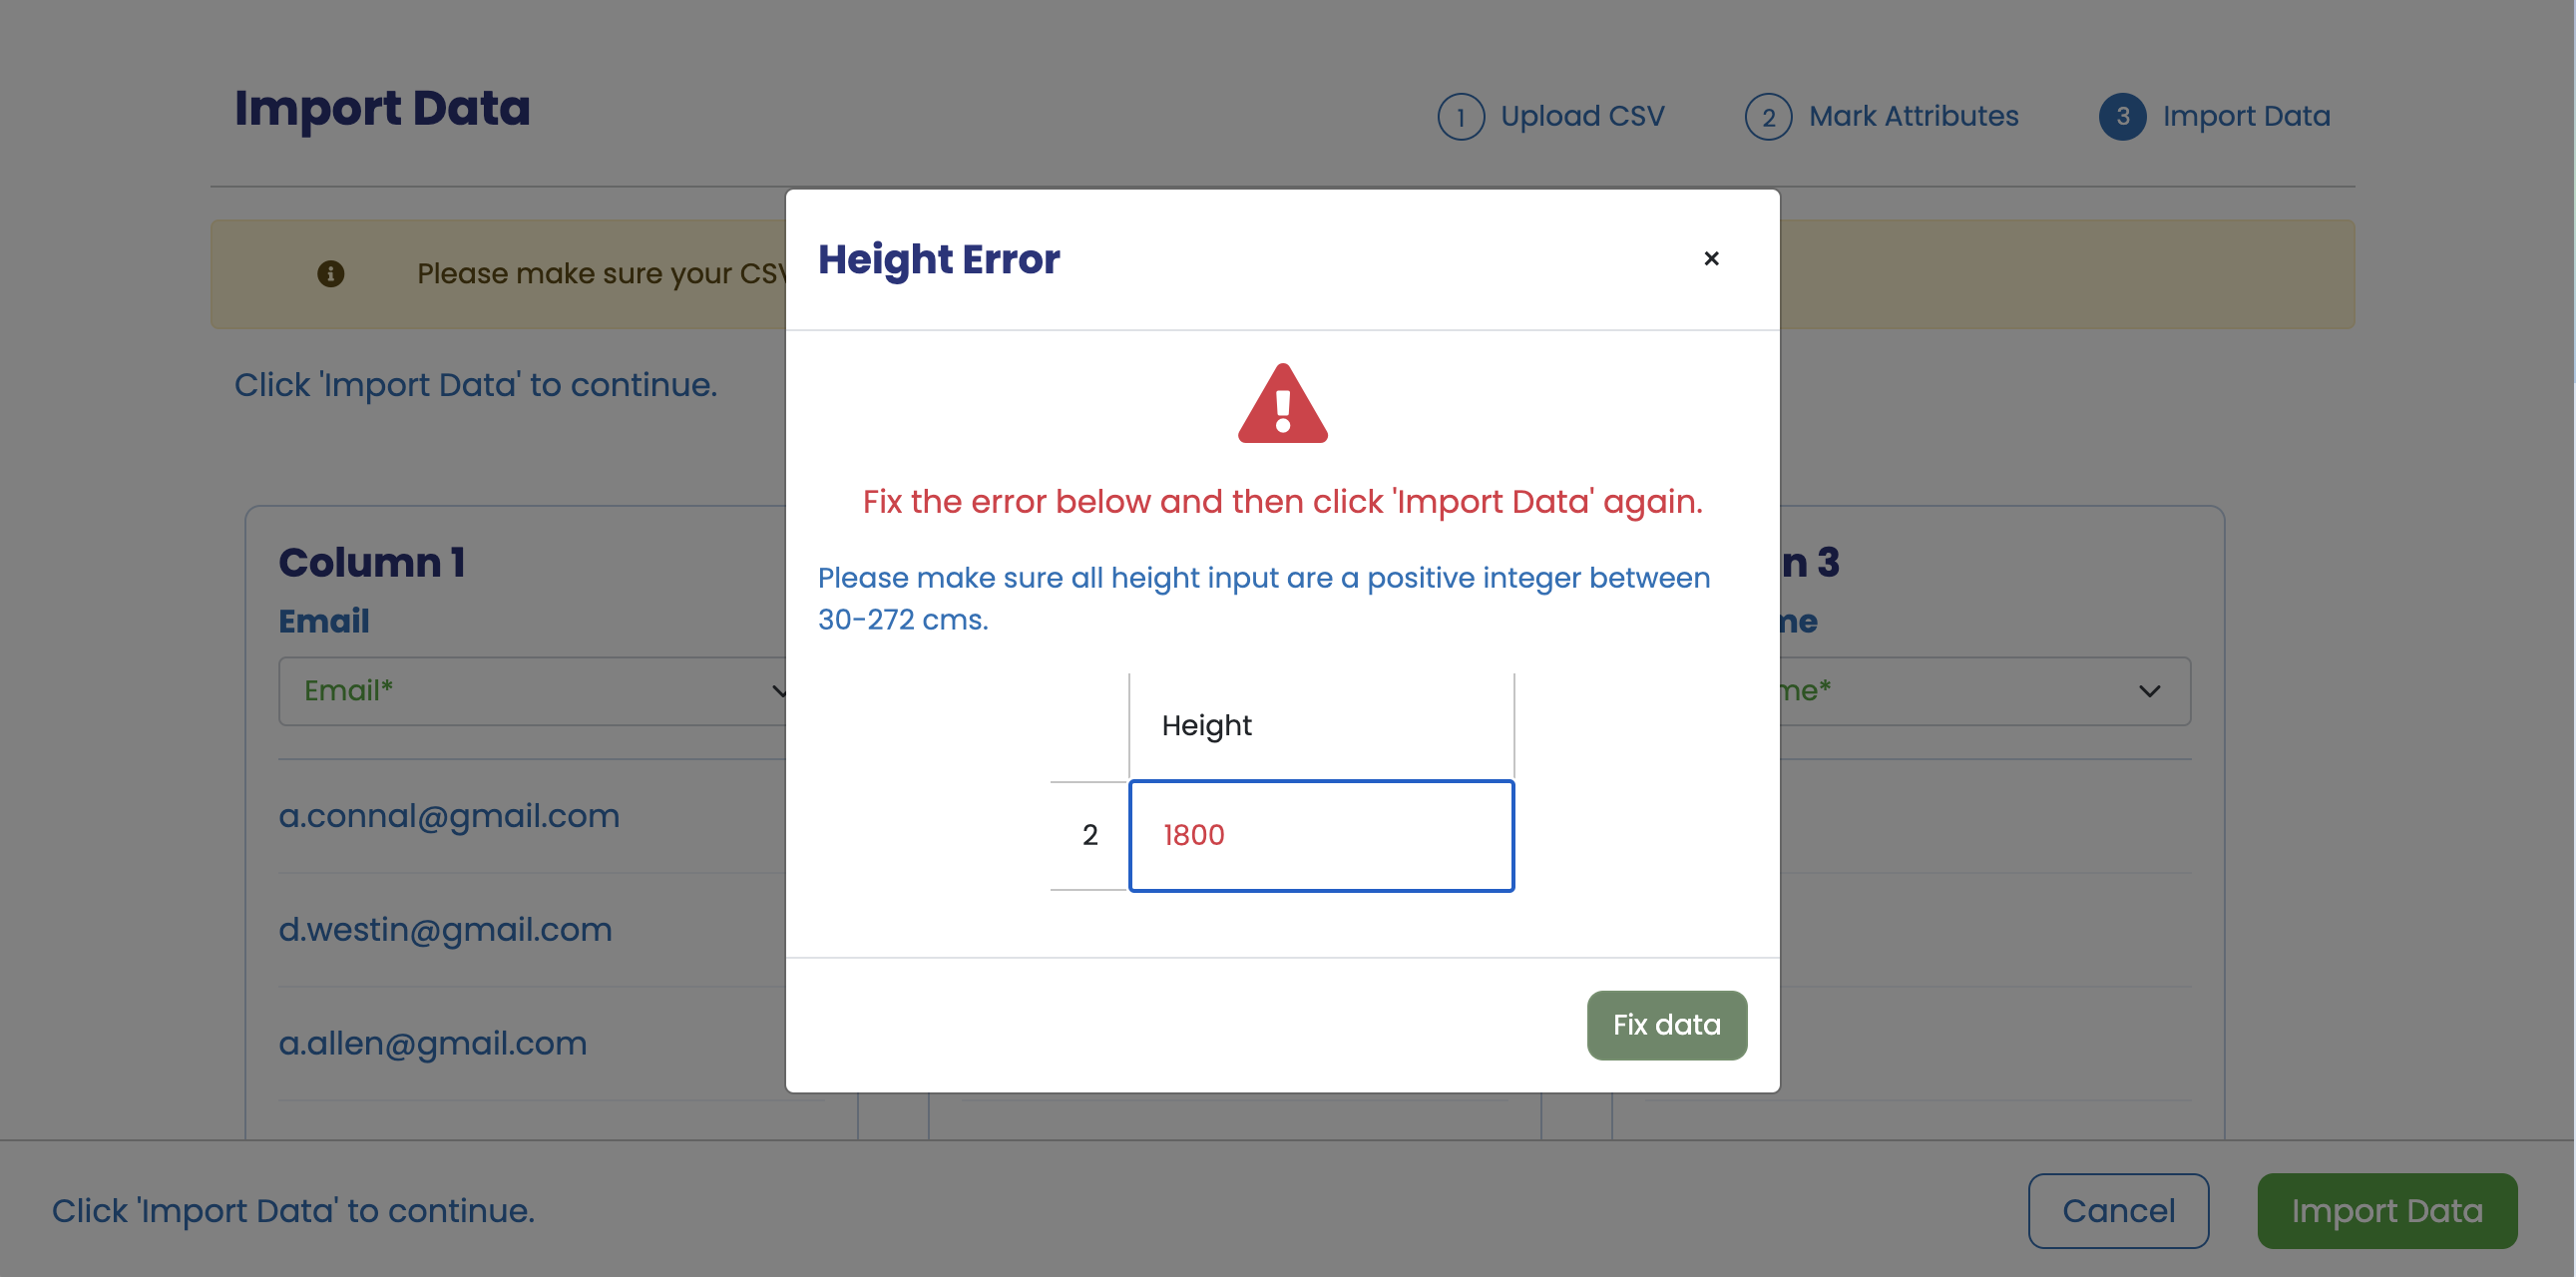 Import Data
1 Upload CSV
2 Mark Attributes
3 Import Data
Please make sure your CSV
Click 'Import Data' to continue.
Height Error
×
Fix the error below and then click 'Import Data' again.
Please make sure all height input are a positive integer between
30-272 cms.
Height
2 1800
Fix data
Column 1
Email
Email*
a.connal@gmail.com
d.westin@gmail.com
a.allen@gmail.com
n 3
me*
Click 'Import Data' to continue.
Cancel
Import Data